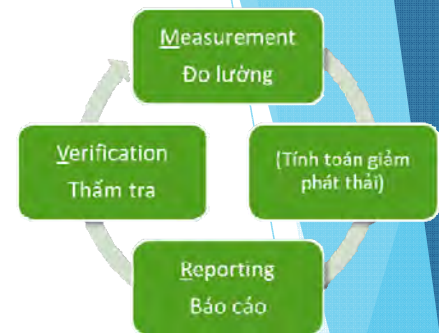 Measurement
Đo lường
(Tính toán giảm
phát thải)
Reporting
Báo cáo
Verification
Thẩm tra